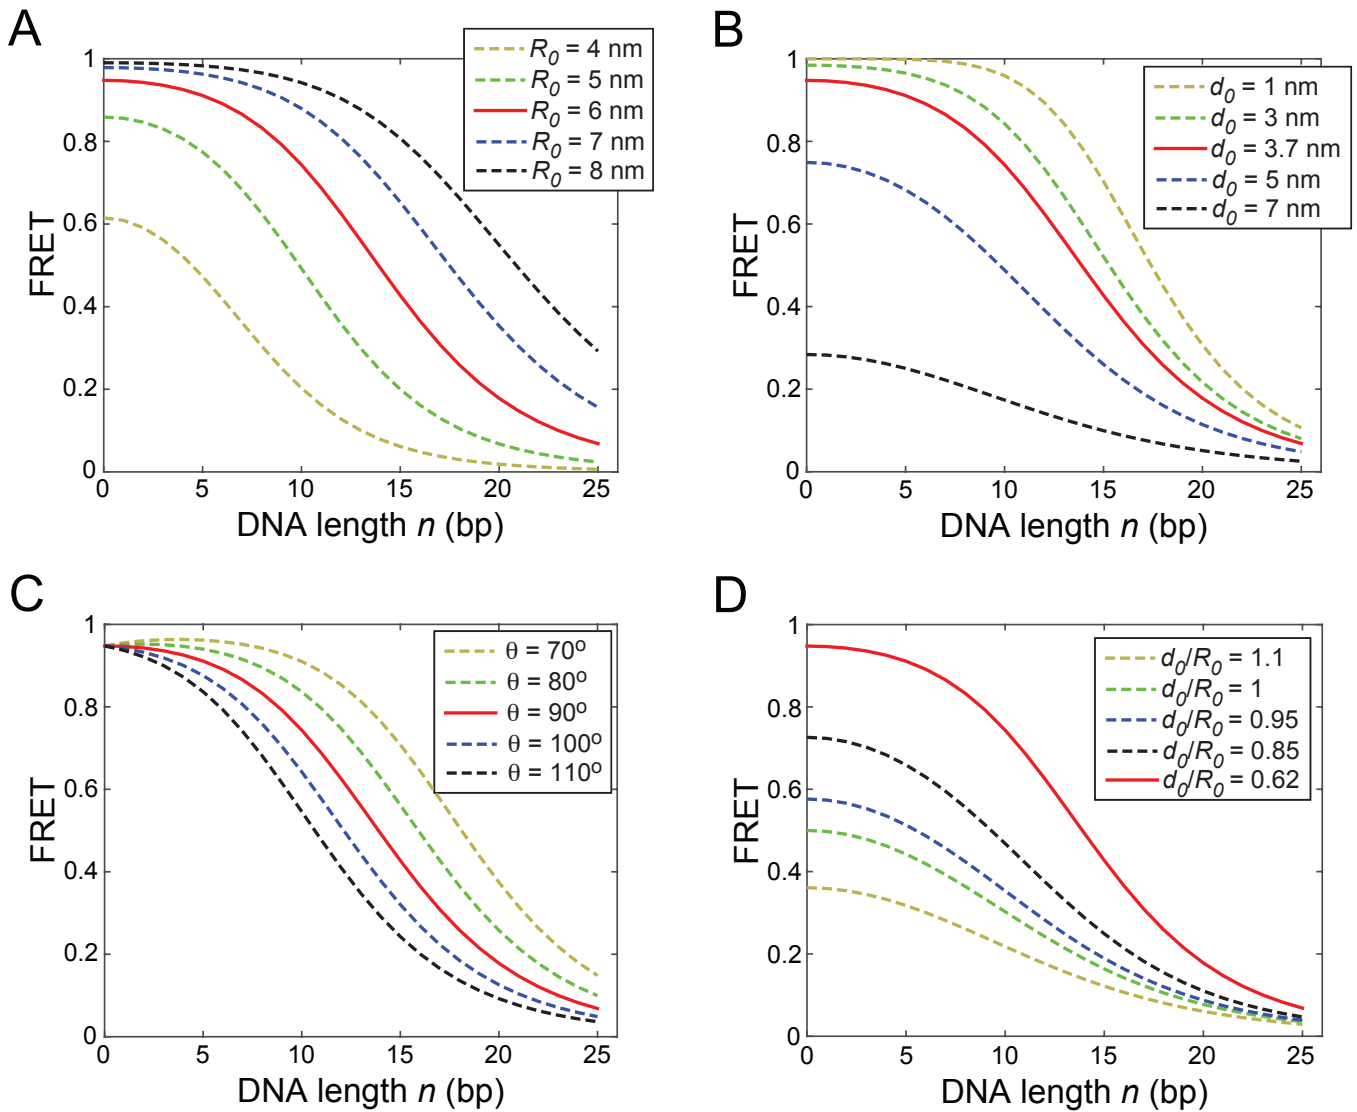 A
R0 = 4 nm
R0 = 5 nm
R0 = 6 nm
R0 = 7 nm
R0 = 8 nm
1
0.8
0.6
0.4
0.2
0
FRET
0 5 10 15 20 25
DNA length n (bp)
B
d0 = 1 nm
d0 = 3 nm
d0 = 3.7 nm
d0 = 5 nm
d0 = 7 nm
1
0.8
0.6
0.4
0.2
0
FRET
0 5 10 15 20 25
DNA length n (bp)
C
θ = 70º
θ = 80º
θ = 90º
θ = 100º
θ = 110º
1
0.8
0.6
0.4
0.2
0
FRET
0 5 10 15 20 25
DNA length n (bp)
D
d0/R0 = 1.1
d0/R0 = 1
d0/R0 = 0.95
d0/R0 = 0.85
d0/R0 = 0.62
1
0.8
0.6
0.4
0.2
0
FRET
0 5 10 15 20 25
DNA length n (bp)